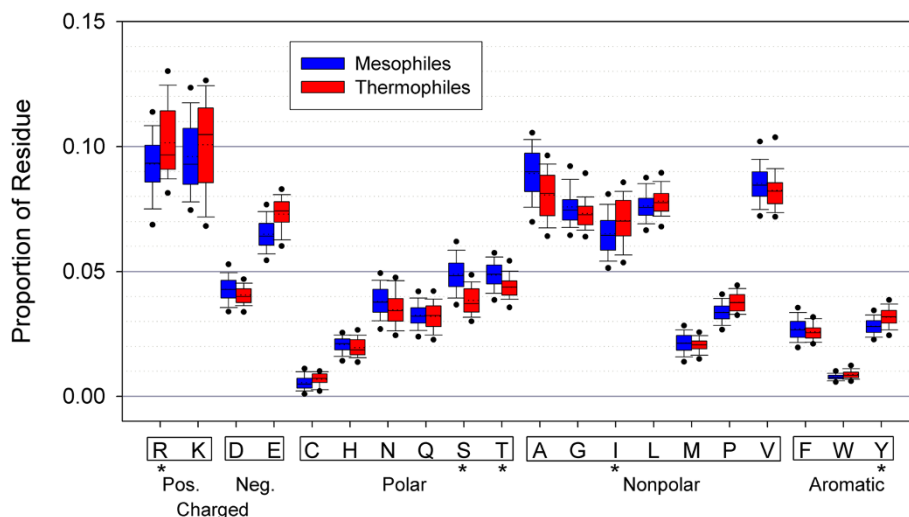 0.15
Mesophiles
Thermophiles
0.10
0.05
0.00
Proportion of Residue
R K D E C H N Q S T A G I L M P V F W Y
* * * * *
Pos. Neg. Polar Nonpolar Aromatic
Charged